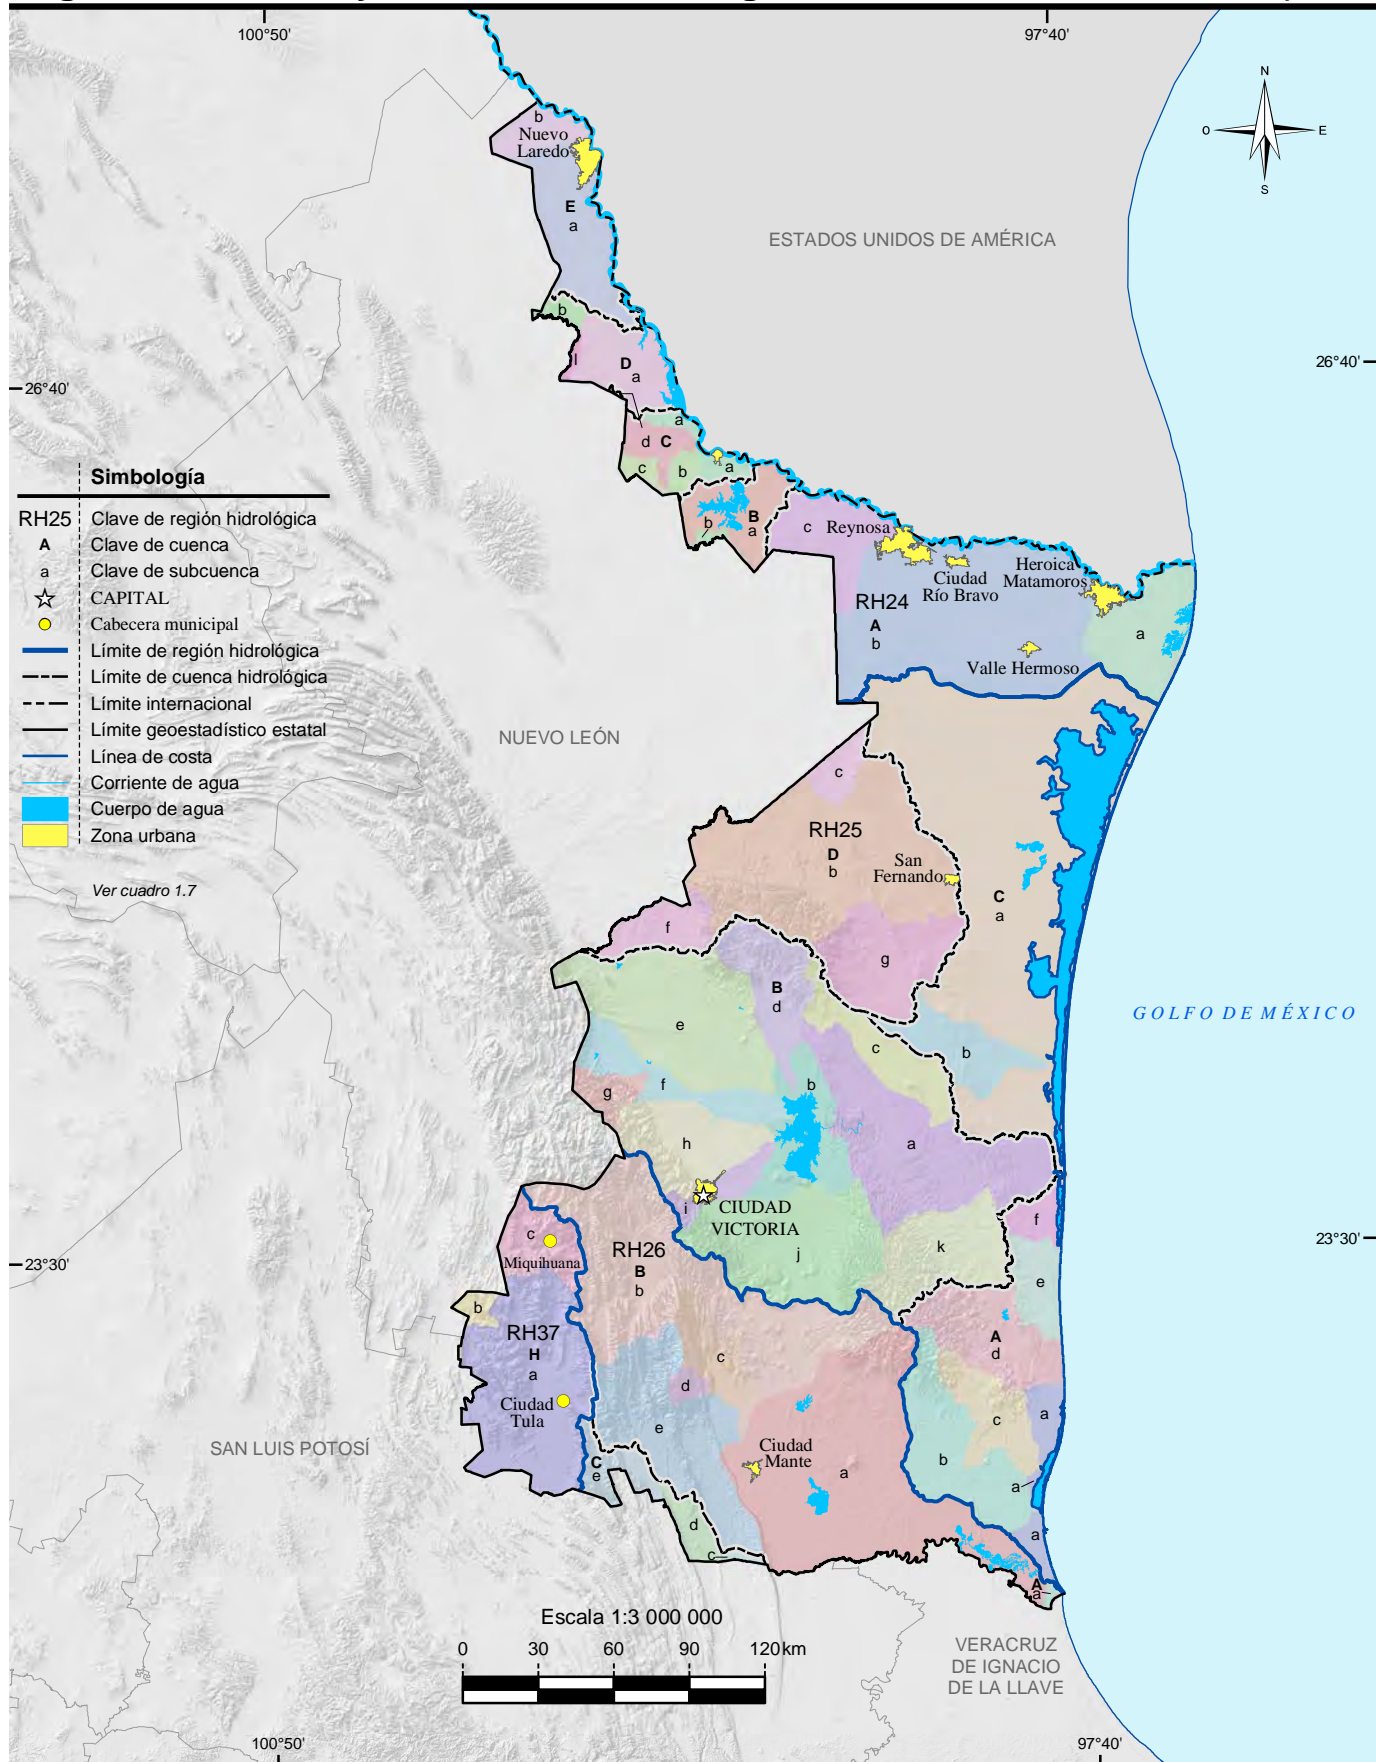 100°50'
97°40'
N
O
E
S
b
Nuevo
Laredo
E
a
ESTADOS UNIDOS DE AMÉRICA
b
l
D
a
26°40'
26°40'
a
d
C
c
b
a
Simbología
RH25 Clave de región hidrológica
A Clave de cuenca
a Clave de subcuenca
CAPITAL
Cabecera municipal
Límite de región hidrológica
Límite de cuenca hidrológica
Límite internacional
Límite geoestadístico estatal
Línea de costa
Corriente de agua
Cuerpo de agua
Zona urbana
Ver cuadro 1.7
B
b
a
c
Reynosa
Ciudad
Río Bravo
Heroica
Matamoros
RH24
A
b
a
Valle Hermoso
NUEVO LEÓN
c
RH25
D
b
San
Fernando
C
a
f
g
B
d
GOLFO DE MÉXICO
e
c
b
f
b
g
h
a
i
CIUDAD
VICTORIA
f
c
Miquihuana
RH26
B
b
j
k
23°30'
23°30'
e
b
RH37
H
a
A
d
c
d
Ciudad
Tula
a
c
e
SAN LUIS POTOSÍ
Ciudad
Mante
a
b
C
e
a
d
a
c
A
a
Escala 1:3 000 000
0 30 60 90 120 km
VERACRUZ
DE IGNACIO
DE LA LLAVE
100°50'
97°40'